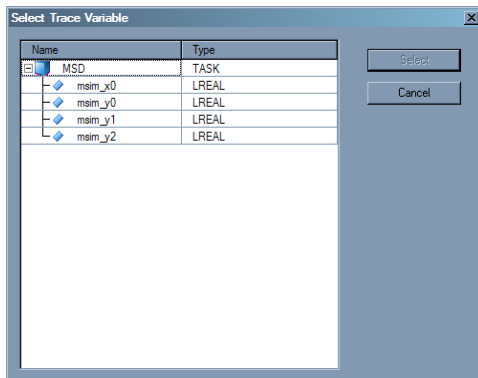 Select Trace Variable
Name Type
MSD TASK
msim_x0 LREAL
msim_y0 LREAL
msim_y1 LREAL
msim_y2 LREAL
Select
Cancel